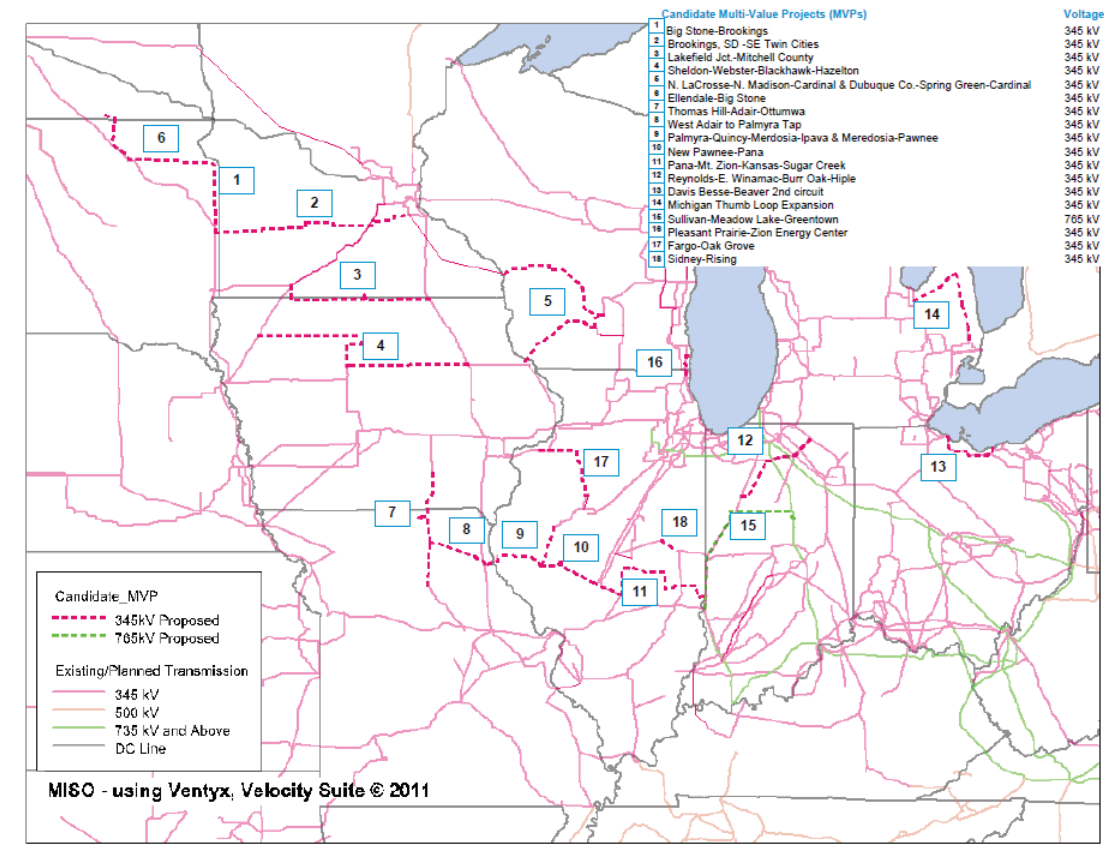 Candidate Multi-Value Projects (MVPs) Voltage
1 Big Stone-Brookings 345 kV
2 Brookings, SD -SE Twin Cities 345 kV
3 Lakefield Jct.-Mitchell County 345 kV
4 Sheldon-Webster-Blackhawk-Hazelton 345 kV
5 N. LaCrosse-N. Madison-Cardinal & Dubuque Co.-Spring Green-Cardinal 345 kV
6 Ellendale-Big Stone 345 kV
7 Thomas Hill-Adair-Ottumwa 345 kV
8 West Adair to Palmyra Tap 345 kV
9 Palmyra-Quincy-Merdosia-Ipava & Meredosia-Pawnee 345 kV
10 New Pawnee-Pana 345 kV
11 Pana-Mt. Zion-Kansas-Sugar Creek 345 kV
12 Reynolds-E. Winamac-Burr Oak-Hiple 345 kV
13 Davis Besse-Beaver 2nd circuit 345 kV
14 Michigan Thumb Loop Expansion 345 kV
15 Sullivan-Meadow Lake-Greentown 765 kV
16 Pleasant Prairie-Zion Energy Center 345 kV
17 Fargo-Oak Grove 345 kV
18 Sidney-Rising 345 kV
6
1
2
3
5
14
4
16
12
17
13
7
8
9
10
18
15
11
Candidate_MVP
345kV Proposed
765kV Proposed
Existing/Planned Transmission
345 kV
500 kV
735 kV and Above
DC Line
MISO - using Ventyx, Velocity Suite © 2011